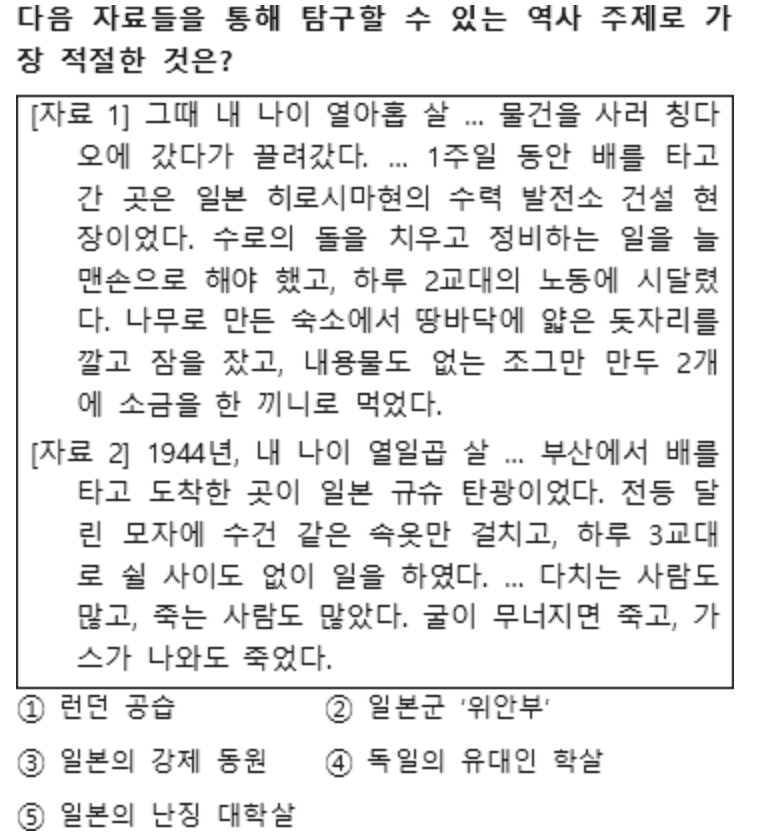 다음 자료들을 통해 탐구할 수 있는 역사 주제로 가
장 적절한 것은?
[자료 1] 그때 내 나이 열아홉 살 ... 물건을 사러 칭다
오에 갔다가 끌려갔다. ... 1주일 동안 배를 타고
간 곳은 일본 히로시마현의 수력 발전소 건설 현
장이었다. 수로의 돌을 치우고 정비하는 일을 늘
맨손으로 해야 했고, 하루 2교대의 노동에 시달렸
다. 나무로 만든 숙소에서 땅바닥에 얇은 돗자리를
깔고 잠을 잤고, 내용물도 없는 조그만 만두 2개
에 소금을 한 끼니로 먹었다.
[자료 2] 1944년, 내 나이 열일곱 살 ... 부산에서 배를
타고 도착한 곳이 일본 규슈 탄광이었다. 전등 달
린 모자에 수건 같은 속옷만 걸치고, 하루 3교대
로 쉴 사이도 없이 일을 하였다. ... 다치는 사람도
많고, 죽는 사람도 많았다. 굴이 무너지면 죽고, 가
스가 나와도 죽었다.
① 런던 공습 ② 일본군 '위안부'
③ 일본의 강제 동원 ④ 독일의 유대인 학살
⑤ 일본의 난징 대학살